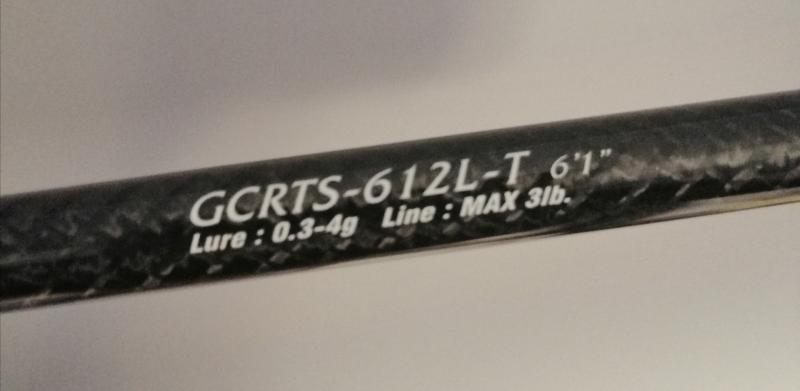 GCRTS-612L-T 6'1"
Lure : 0.3-4g Line : MAX 3lb.